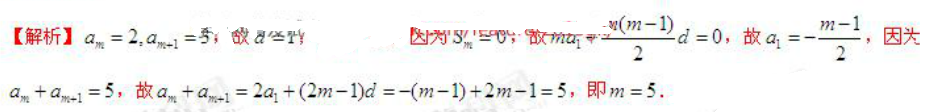 【解析】a_m = 2, a_{m+1} = 3, 故 d = 1, 因为 S_m = 0, 故 ma_1 + \frac{m(m-1)}{2}d = 0, 故 a_1 = -\frac{m-1}{2}, 因为
a_m + a_{m+1} = 5, 故 a_m + a_{m+1} = 2a_1 + (2m-1)d = -(m-1) + 2m - 1 = 5, 即 m = 5.